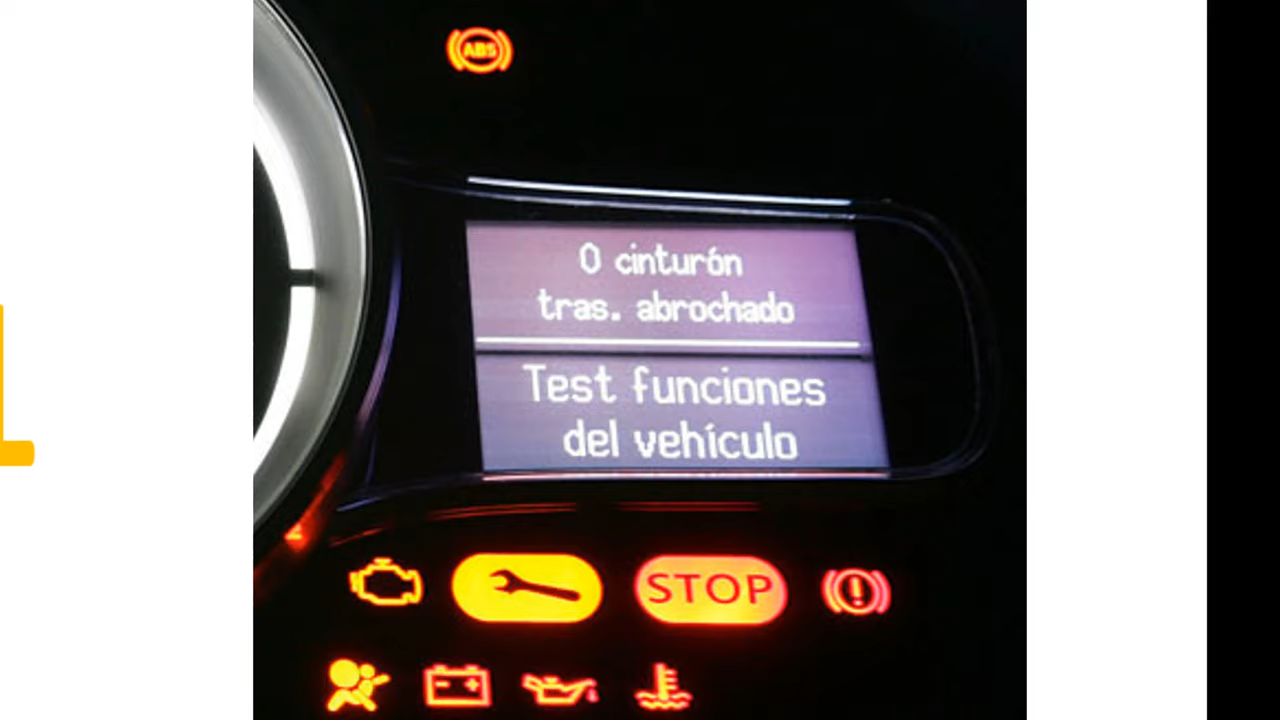 ABS
0 cinturón
tras. abrochado
Test funciones
del vehículo
STOP